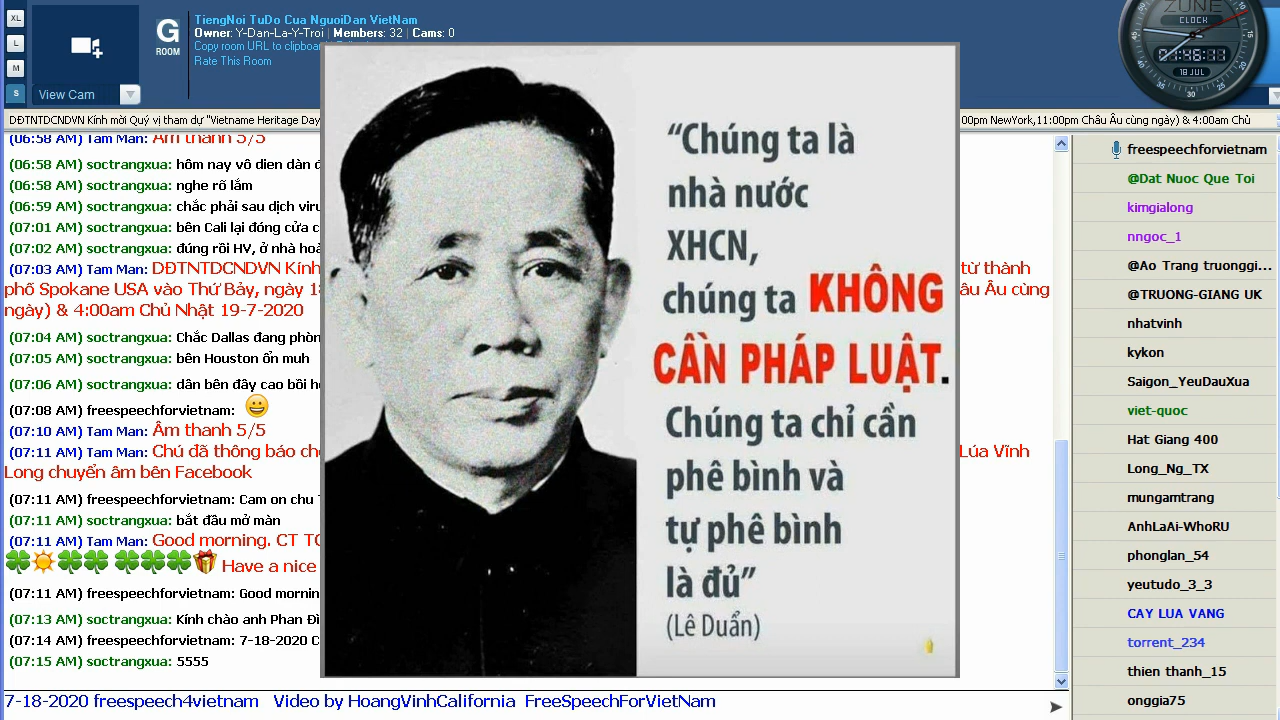 XL
L
M
S
View Cam
G
ROOM
TiengNoi TuDo Cua NguoiDan VietNam
Owner: Y-Dan-La-Y-Troi | Members: 32 | Cams: 0
Copy room URL to clipboard
Rate This Room
ZUNE
CLOCK
18 JUL
DĐTNTDCNDVN Kính mời Quý vị tham dự "Vietname Heritage Day
00pm NewYork,11:00pm Châu Âu cùng ngày) & 4:00am Chủ
(06:58 AM) Tam Man: Âm thanh 5/5
(06:58 AM) soctrangxua: hôm nay vô dien dàn
(06:58 AM) soctrangxua: nghe rõ lắm
(06:59 AM) soctrangxua: chắc phải sau dịch
(07:01 AM) soctrangxua: bên Cali lại đóng cửa
(07:02 AM) soctrangxua: đúng rồi HV, ở nhà
(07:03 AM) Tam Man: DĐTNTDCNDVN Kính
từ thành
phố Spokane USA vào Thứ Bảy, ngày
Âu cùng
ngày) & 4:00am Chủ Nhật 19-7-2020
(07:04 AM) soctrangxua: Chắc Dallas đang
(07:05 AM) soctrangxua: bên Houston ổn muh
(07:06 AM) soctrangxua: dân bên đây cao bồi
(07:08 AM) freespeechforvietnam:
(07:10 AM) Tam Man: Âm thanh 5/5
(07:11 AM) Tam Man: Chú đã thông báo
Lúa Vĩnh
Long chuyển âm bên Facebook
(07:11 AM) freespeechforvietnam: Cam on chu
(07:11 AM) soctrangxua: bắt đầu mở màn
(07:11 AM) Tam Man: Good morning. CT
Have a nice
(07:11 AM) freespeechforvietnam: Good
(07:13 AM) soctrangxua: Kính chào anh Phan
(07:14 AM) freespeechforvietnam: 7-18-2020
(07:15 AM) soctrangxua: 5555
“Chúng ta là
nhà nước
XHCN,
chúng ta KHÔNG
CẦN PHÁP LUẬT.
Chúng ta chỉ cần
phê bình và
tự phê bình
là đủ”
(Lê Duẩn)
freespeechforvietnam
@Dat Nuoc Que Toi
kimgialong
nngoc_1
@Ao Trang truonggi...
@TRUONG-GIANG UK
nhatvinh
kykon
Saigon_YeuDauXua
viet-quoc
Hat Giang 400
Long_Ng_TX
mungamtrang
AnhLaAi-WhoRU
phonglan_54
yeutudo_3_3
CAY LUA VANG
torrent_234
thien thanh_15
onggia75
7-18-2020 freespeech4vietnam Video by HoangVinhCalifornia FreeSpeechForVietNam